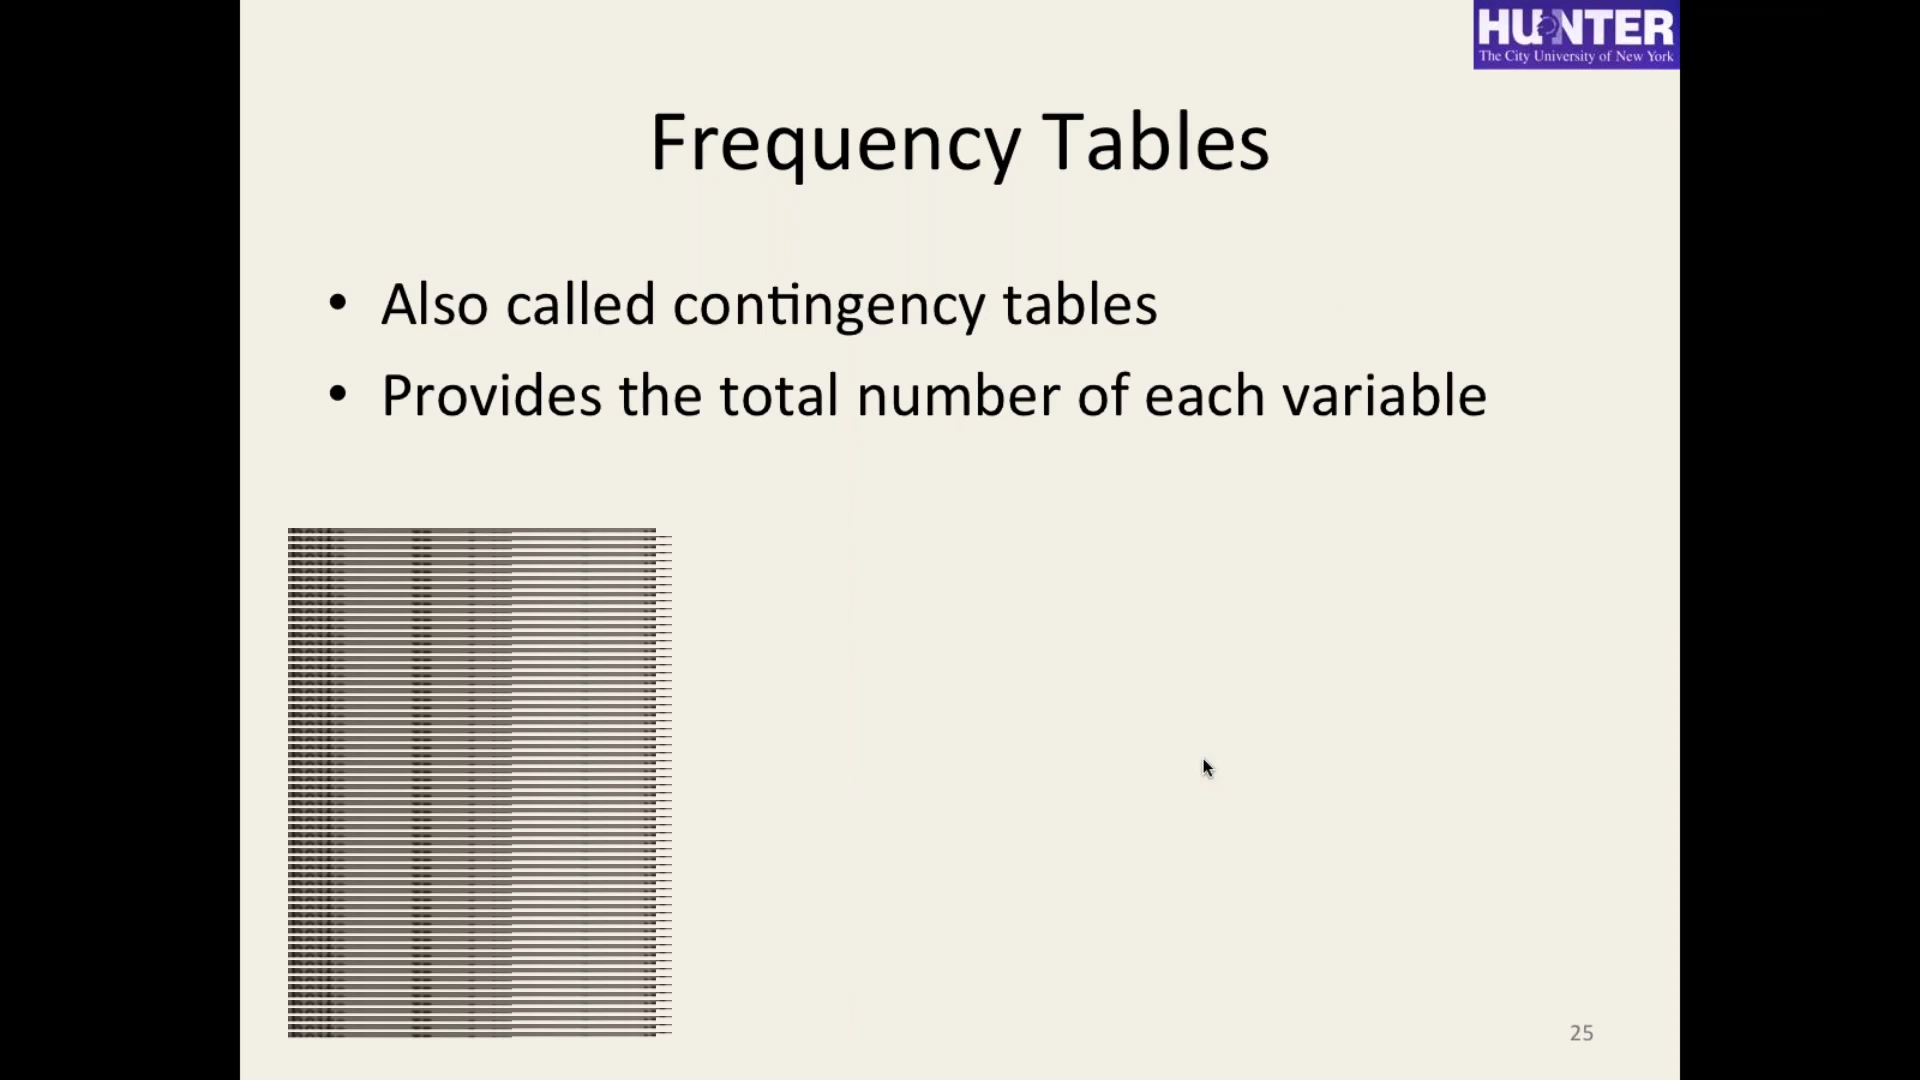 HUNTER
The City University of New York
Frequency Tables
• Also called contingency tables
• Provides the total number of each variable
25